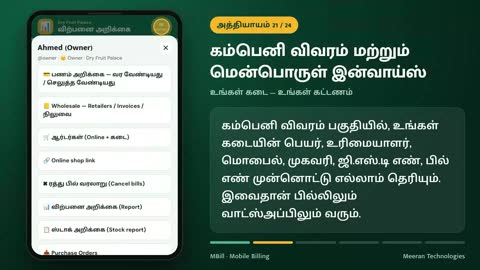 Dry Fruit Palace
விற்பனை அறிக்கை
Ahmed (Owner)
@owner · Owner · Dry Fruit Palace
பணம் அறிக்கை — வர வேண்டியது
/ செலுத்த வேண்டியது
Wholesale — Retailers / Invoices /
நிலுவை
ஆர்டர்கள் (Online + கடை)
Online shop link
ரத்து பில் வரலாறு (Cancel bills)
விற்பனை அறிக்கை (Report)
ஸ்டாக் அறிக்கை (Stock report)
Purchase Orders
அத்தியாயம் 21 / 24
கம்பெனி விவரம் மற்றும்
மென்பொருள் இன்வாய்ஸ்
உங்கள் கடை — உங்கள் கட்டணம்
கம்பெனி விவரம் பகுதியில், உங்கள்
கடையின் பெயர், உரிமையாளர்,
மொபைல், முகவரி, ஜி.எஸ்.டி எண், பில்
எண் முன்னொட்டு எல்லாம் தெரியும்.
இவைதான் பில்லிலும்
வாட்ஸ்அப்பிலும் வரும்.
MBill · Mobile Billing
Meeran Technologies